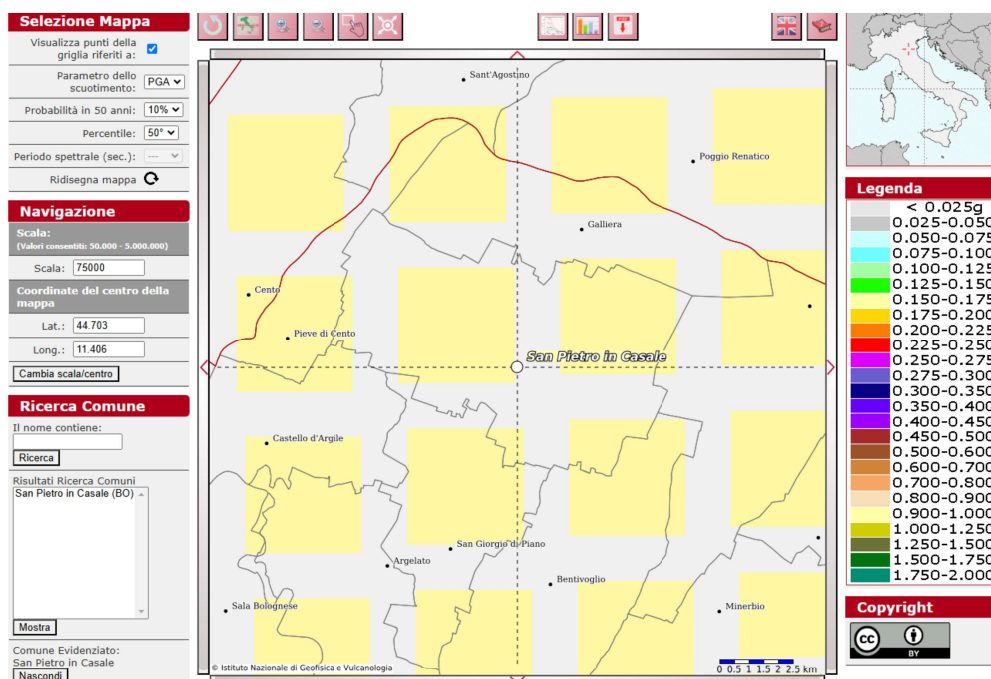 Selezione Mappa
Visualizza punti della
griglia riferiti a:
Parametro dello
scuotimento:
PGA
Probabilità in 50 anni:
10%
Percentile:
50°
Periodo spettrale (sec.):
---
Ridisegna mappa
Navigazione
Scala:
(Valori consentiti: 50.000 - 5.000.000)
Scala:
75000
Coordinate del centro della
mappa
Lat.:
44.703
Long.:
11.406
Cambia scala/centro
Ricerca Comune
Il nome contiene:
Ricerca
Risultati Ricerca Comuni
San Pietro in Casale (BO)
Mostra
Comune Evidenziato:
San Pietro in Casale
Nascondi
PDF
Sant'Agostino
Poggio Renatico
Galliera
Cento
Pieve di Cento
San Pietro in Casale
Castello d'Argile
San Giorgio di Piano
Argelato
Bentivoglio
Sala Bolognese
Minerbio
© Istituto Nazionale di Geofisica e Vulcanologia
0 0.5 1 1.5 2 2.5 km
Legenda
< 0.025g
0.025-0.050
0.050-0.075
0.075-0.100
0.100-0.125
0.125-0.150
0.150-0.175
0.175-0.200
0.200-0.225
0.225-0.250
0.250-0.275
0.275-0.300
0.300-0.350
0.350-0.400
0.400-0.450
0.450-0.500
0.500-0.600
0.600-0.700
0.700-0.800
0.800-0.900
0.900-1.000
1.000-1.250
1.250-1.500
1.500-1.750
1.750-2.000
Copyright
cc
BY